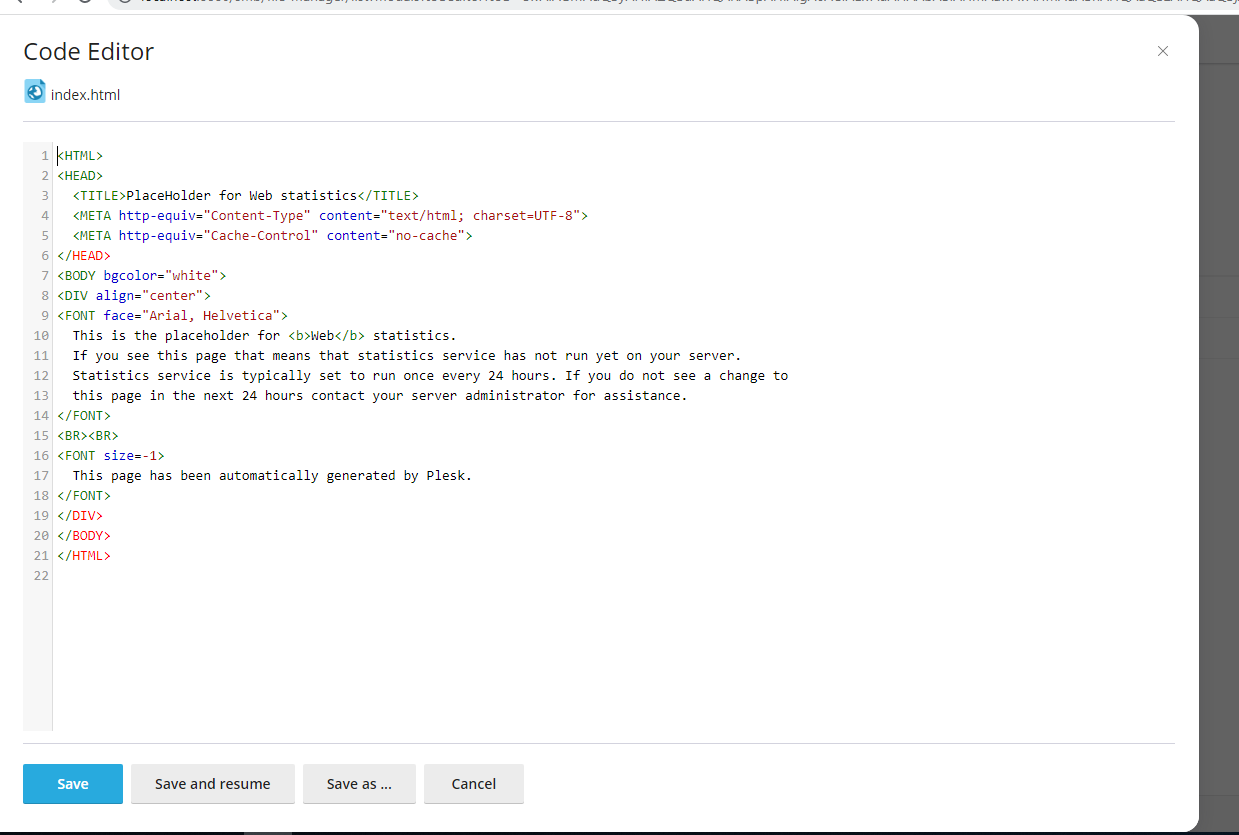 Code Editor
index.html
1 <HTML>
2 <HEAD>
3 <TITLE>PlaceHolder for Web statistics</TITLE>
4 <META http-equiv="Content-Type" content="text/html; charset=UTF-8">
5 <META http-equiv="Cache-Control" content="no-cache">
6 </HEAD>
7 <BODY bgcolor="white">
8 <DIV align="center">
9 <FONT face="Arial, Helvetica">
10 This is the placeholder for <b>Web</b> statistics.
11 If you see this page that means that statistics service has not run yet on your server.
12 Statistics service is typically set to run once every 24 hours. If you do not see a change to
13 this page in the next 24 hours contact your server administrator for assistance.
14 </FONT>
15 <BR><BR>
16 <FONT size=-1>
17 This page has been automatically generated by Plesk.
18 </FONT>
19 </DIV>
20 </BODY>
21 </HTML>
22
Save Save and resume Save as ... Cancel